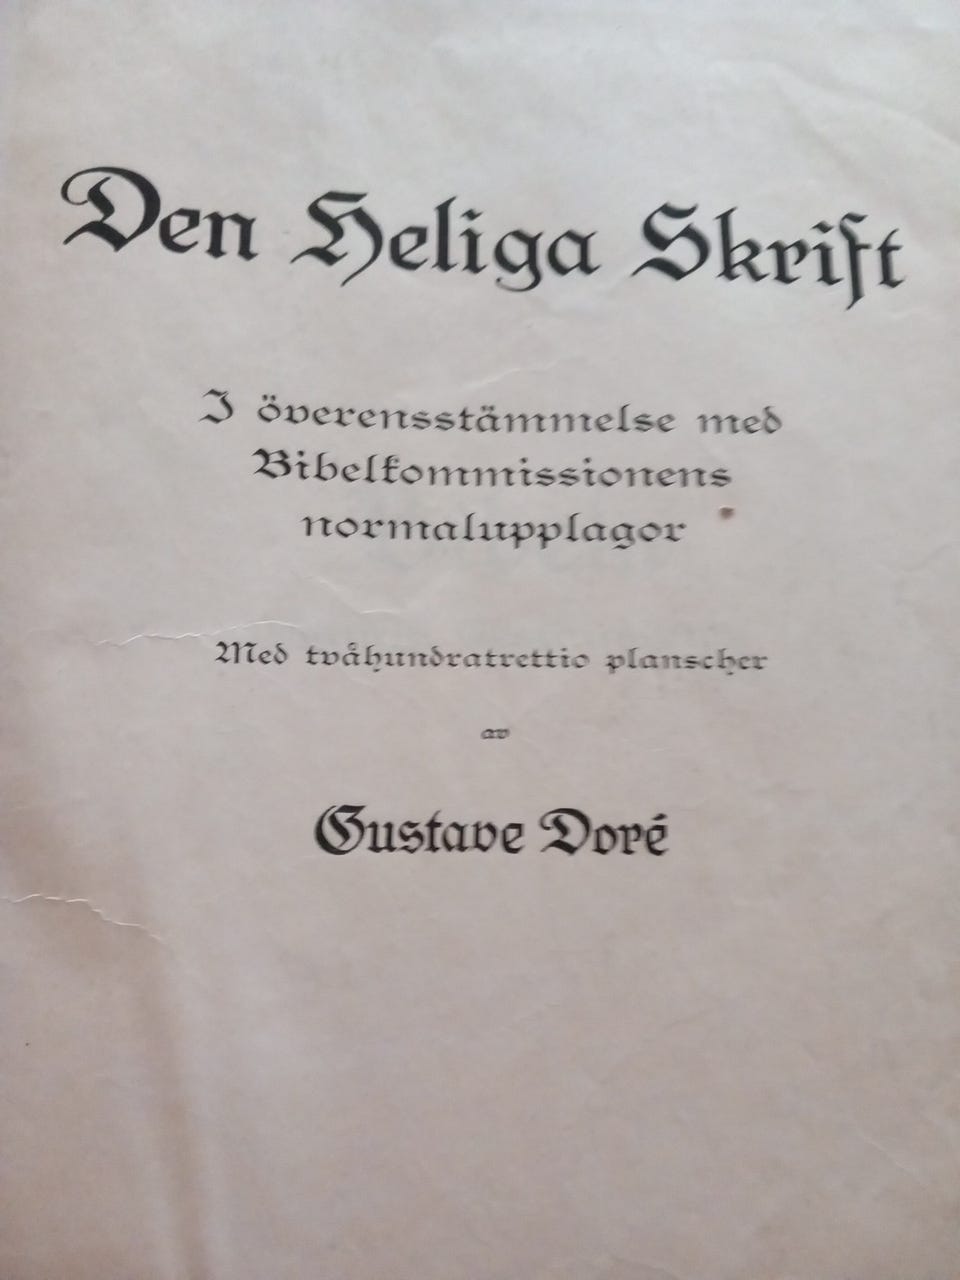 Den Heliga Skrift
I överensstämmelse med
Bibelkommissionens
normalupplagor
Med tvåhundratrettio planscher
av
Gustave Doré